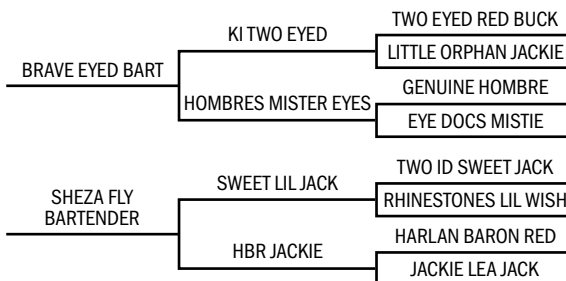 TWO EYED RED BUCK
KI TWO EYED
LITTLE ORPHAN JACKIE
BRAVE EYED BART
GENUINE HOMBRE
HOMBRES MISTER EYES
EYE DOCS MISTIE
TWO ID SWEET JACK
SWEET LIL JACK
RHINESTONES LIL WISH
SHEZA FLY
BARTENDER
HARLAN BARON RED
HBR JACKIE
JACKIE LEA JACK